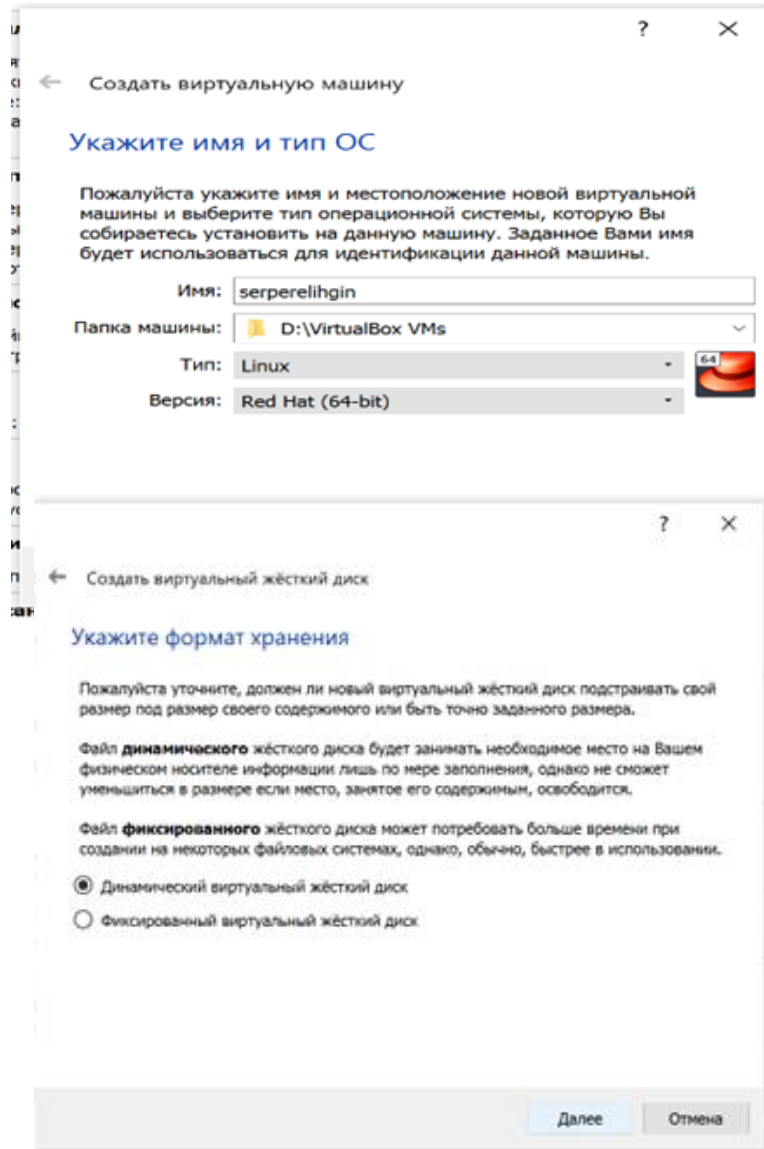 ?
Создать виртуальную машину
Укажите имя и тип ОС
Пожалуйста укажите имя и местоположение новой виртуальной
машины и выберите тип операционной системы, которую Вы
собираетесь установить на данную машину. Заданное Вами имя
будет использоваться для идентификации данной машины.
Имя: serperelihgin
Папка машины: D:\VirtualBox VMs
Тип: Linux
64
Версия: Red Hat (64-bit)
?
Создать виртуальный жёсткий диск
Укажите формат хранения
Пожалуйста уточните, должен ли новый виртуальный жёсткий диск подстраивать свой
размер под размер своего содержимого или быть точно заданного размера.
Файл динамического жёсткого диска будет занимать необходимое место на Вашем
физическом носителе информации лишь по мере заполнения, однако не сможет
уменьшиться в размере если место, занятое его содержимым, освободится.
Файл фиксированного жёсткого диска может потребовать больше времени при
создании на некоторых файловых системах, однако, обычно, быстрее в использовании.
Динамический виртуальный жёсткий диск
Фиксированный виртуальный жёсткий диск
Далее Отмена